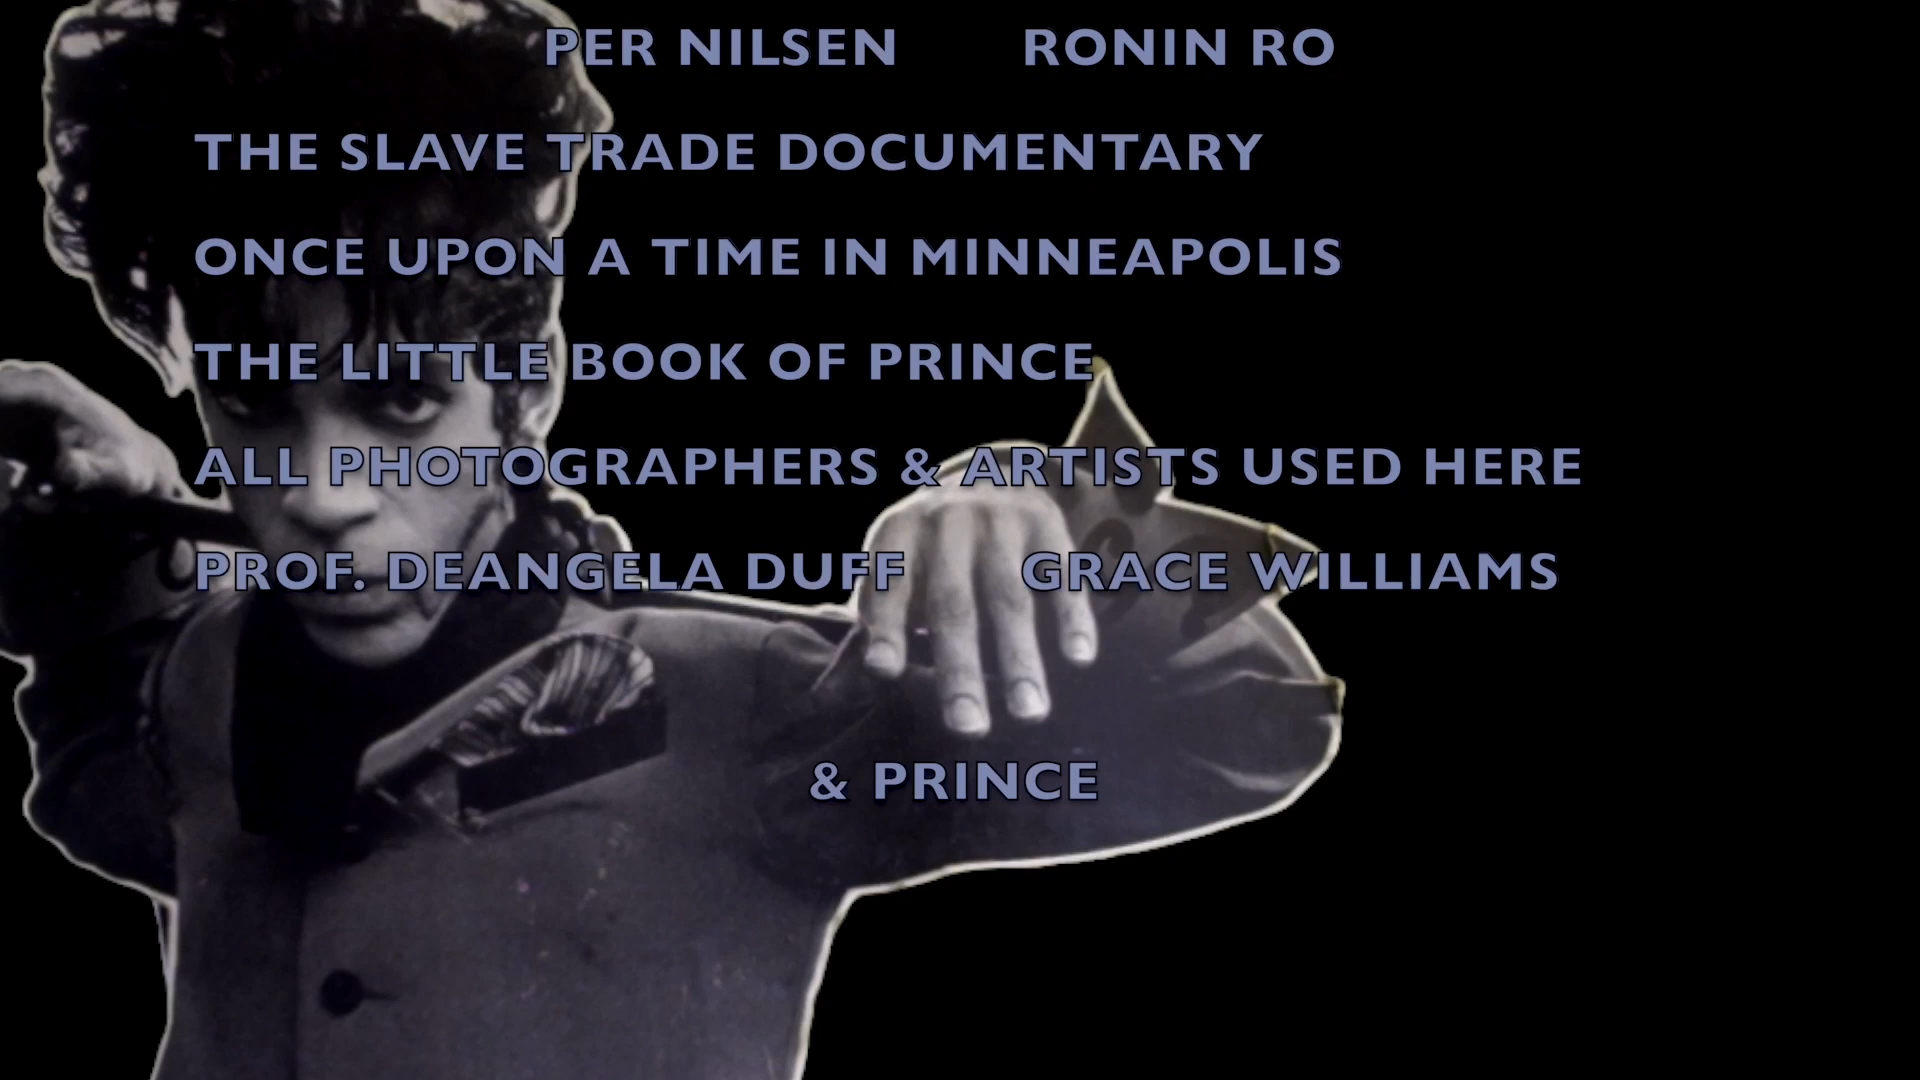 PER NILSEN RONIN RO
THE SLAVE TRADE DOCUMENTARY
ONCE UPON A TIME IN MINNEAPOLIS
THE LITTLE BOOK OF PRINCE
ALL PHOTOGRAPHERS & ARTISTS USED HERE
PROF. DEANGELA DUFF GRACE WILLIAMS
& PRINCE